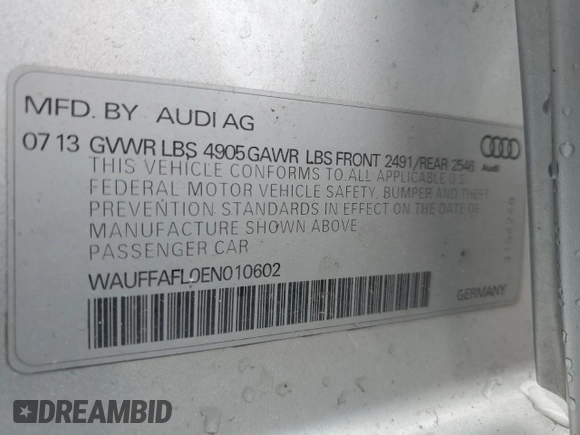 MFD. BY AUDI AG
07 13 GVWR LBS 4905 GAWR LBS FRONT 2491/REAR 2546
THIS VEHICLE CONFORMS TO ALL APPLICABLE U.S.
FEDERAL MOTOR VEHICLE SAFETY, BUMPER AND THEFT
PREVENTION STANDARDS IN EFFECT ON THE DATE OF
MANUFACTURE SHOWN ABOVE.
PASSENGER CAR
WAUFFAFL0EN010602
Audi
GERMANY
DREAMBID